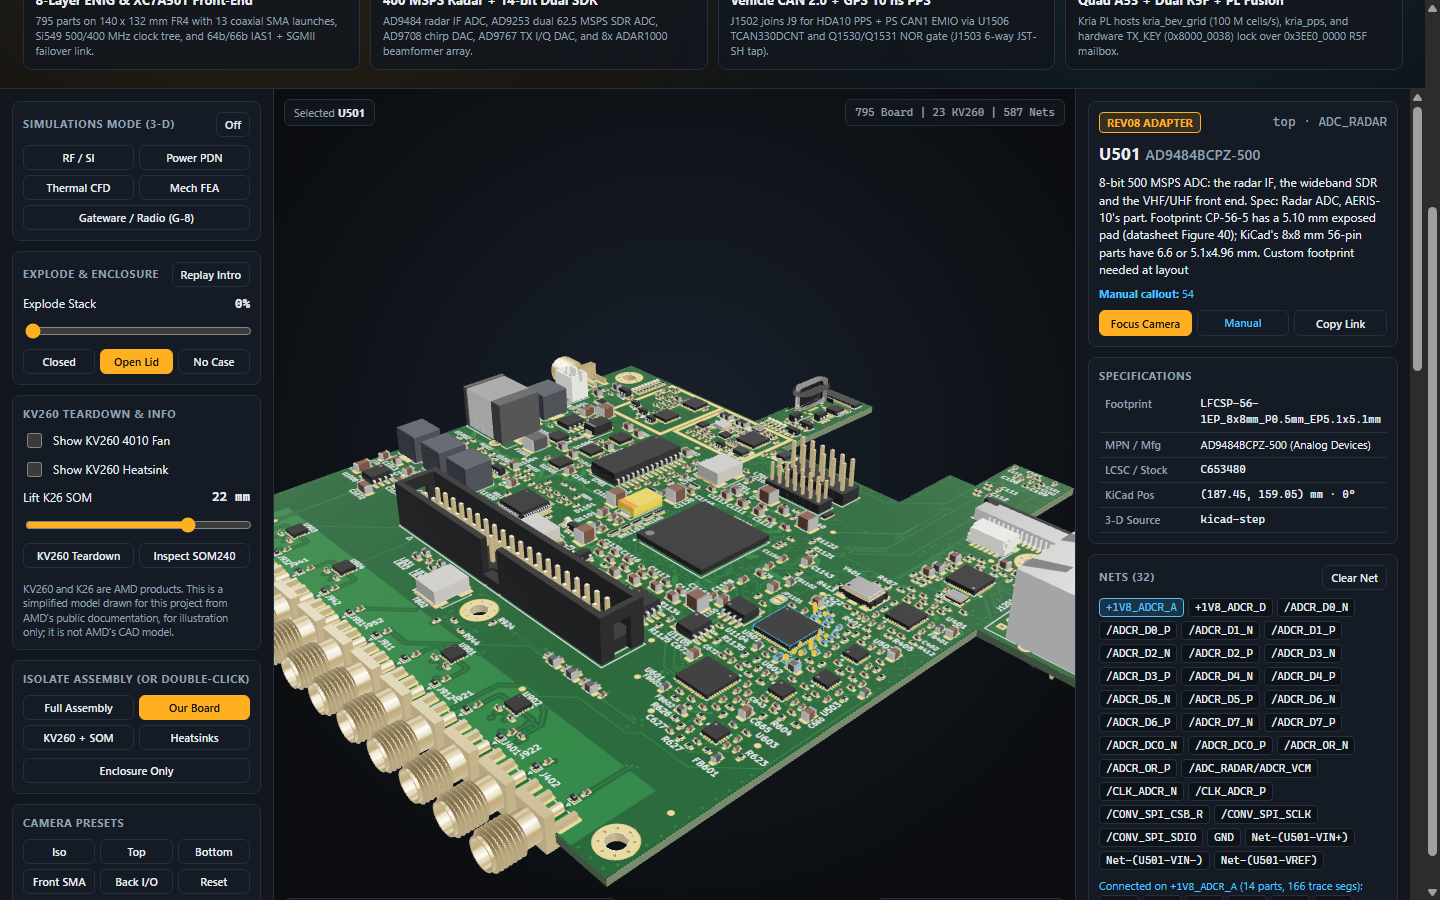 8-Layer ENIG & XC7A50T Front-End
795 parts on 140 x 132 mm FR4 with 13 coaxial SMA launches,
Si549 500/400 MHz clock tree, and 64b/66b IAS1 + SGMII
failover link.
400 MSPS Radar + 14-bit Dual SDR
AD9484 radar IF ADC, AD9253 dual 62.5 MSPS SDR ADC,
AD9708 chirp DAC, AD9767 TX I/Q DAC, and 8x ADAR1000
beamformer array.
Vehicle CAN 2.0 + GPS 10 ns PPS
J1502 joins J9 for HDA10 PPS + PS CAN1 EMIO via U1506
TCAN330DCNT and Q1530/Q1531 NOR gate (J1503 6-way JST-
SH tap).
Quad A53 + Dual R5F + PL Fusion
Kria PL hosts kria_bev_grid (100 M cells/s), kria_pps, and
hardware TX_KEY (0x8000_0038) lock over 0x3EE0_0000 R5F
mailbox.
SIMULATIONS MODE (3-D)
Off
RF / SI
Power PDN
Thermal CFD
Mech FEA
Gateware / Radio (G-8)
EXPLODE & ENCLOSURE
Replay Intro
Explode Stack
0%
Closed
Open Lid
No Case
KV260 TEARDOWN & INFO
Show KV260 4010 Fan
Show KV260 Heatsink
Lift K26 SOM
22 mm
KV260 Teardown
Inspect SOM240
KV260 and K26 are AMD products. This is a
simplified model drawn for this project from
AMD's public documentation, for illustration
only; it is not AMD's CAD model.
ISOLATE ASSEMBLY (OR DOUBLE-CLICK)
Full Assembly
Our Board
KV260 + SOM
Heatsinks
Enclosure Only
CAMERA PRESETS
Iso
Top
Bottom
Front SMA
Back I/O
Reset
Selected U501
795 Board | 23 KV260 | 587 Nets
R924
U902
J402
C627
R627
FB601
R623
U603
REV08 ADAPTER
top · ADC_RADAR
U501 AD9484BCPZ-500
8-bit 500 MSPS ADC: the radar IF, the wideband SDR
and the VHF/UHF front end. Spec: Radar ADC, AERIS-
10's part. Footprint: CP-56-5 has a 5.10 mm exposed
pad (datasheet Figure 40); KiCad's 8x8 mm 56-pin
parts have 6.6 or 5.1x4.96 mm. Custom footprint
needed at layout
Manual callout: 54
Focus Camera
Manual
Copy Link
SPECIFICATIONS
Footprint
LFCSP-56-
1EP_8x8mm_P0.5mm_EP5.1x5.1mm
MPN / Mfg
AD9484BCPZ-500 (Analog Devices)
LCSC / Stock
C653480
KiCad Pos
(187.45, 159.05) mm · 0°
3-D Source
kicad-step
NETS (32)
Clear Net
+1V8_ADCR_A
+1V8_ADCR_D
/ADCR_D0_N
/ADCR_D0_P
/ADCR_D1_N
/ADCR_D1_P
/ADCR_D2_N
/ADCR_D2_P
/ADCR_D3_N
/ADCR_D3_P
/ADCR_D4_N
/ADCR_D4_P
/ADCR_D5_N
/ADCR_D5_P
/ADCR_D6_N
/ADCR_D6_P
/ADCR_D7_N
/ADCR_D7_P
/ADCR_DCO_N
/ADCR_DCO_P
/ADCR_OR_N
/ADCR_OR_P
/ADC_RADAR/ADCR_VCM
/CLK_ADCR_N
/CLK_ADCR_P
/CONV_SPI_CSB_R
/CONV_SPI_SCLK
/CONV_SPI_SDIO
GND
Net-(U501-VIN+)
Net-(U501-VIN-)
Net-(U501-VREF)
Connected on +1V8_ADCR_A (14 parts, 166 trace segs):